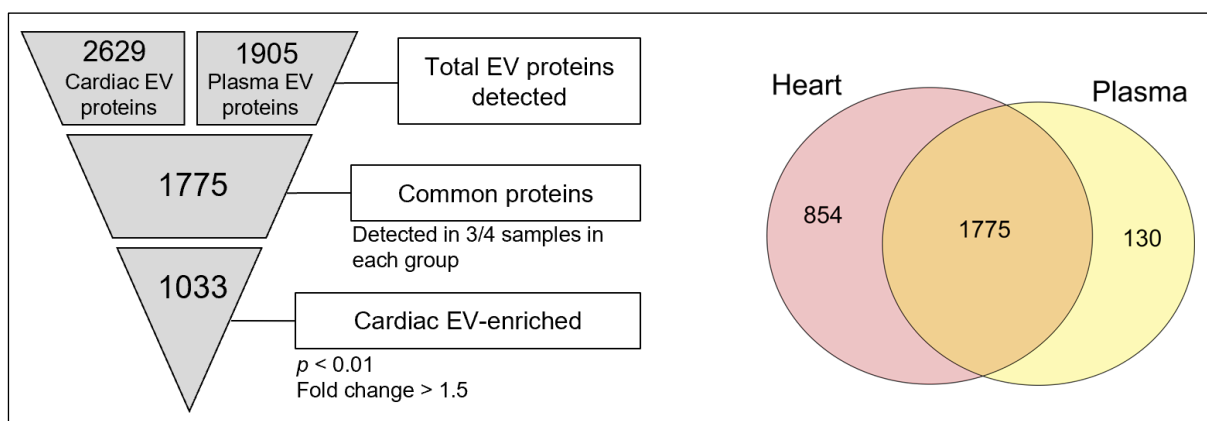 2629
Cardiac EV
proteins
1905
Plasma EV
proteins
Total EV proteins
detected
1775
Common proteins
Detected in 3/4 samples in
each group
1033
Cardiac EV-enriched
p < 0.01
Fold change > 1.5
Heart
Plasma
854
1775
130